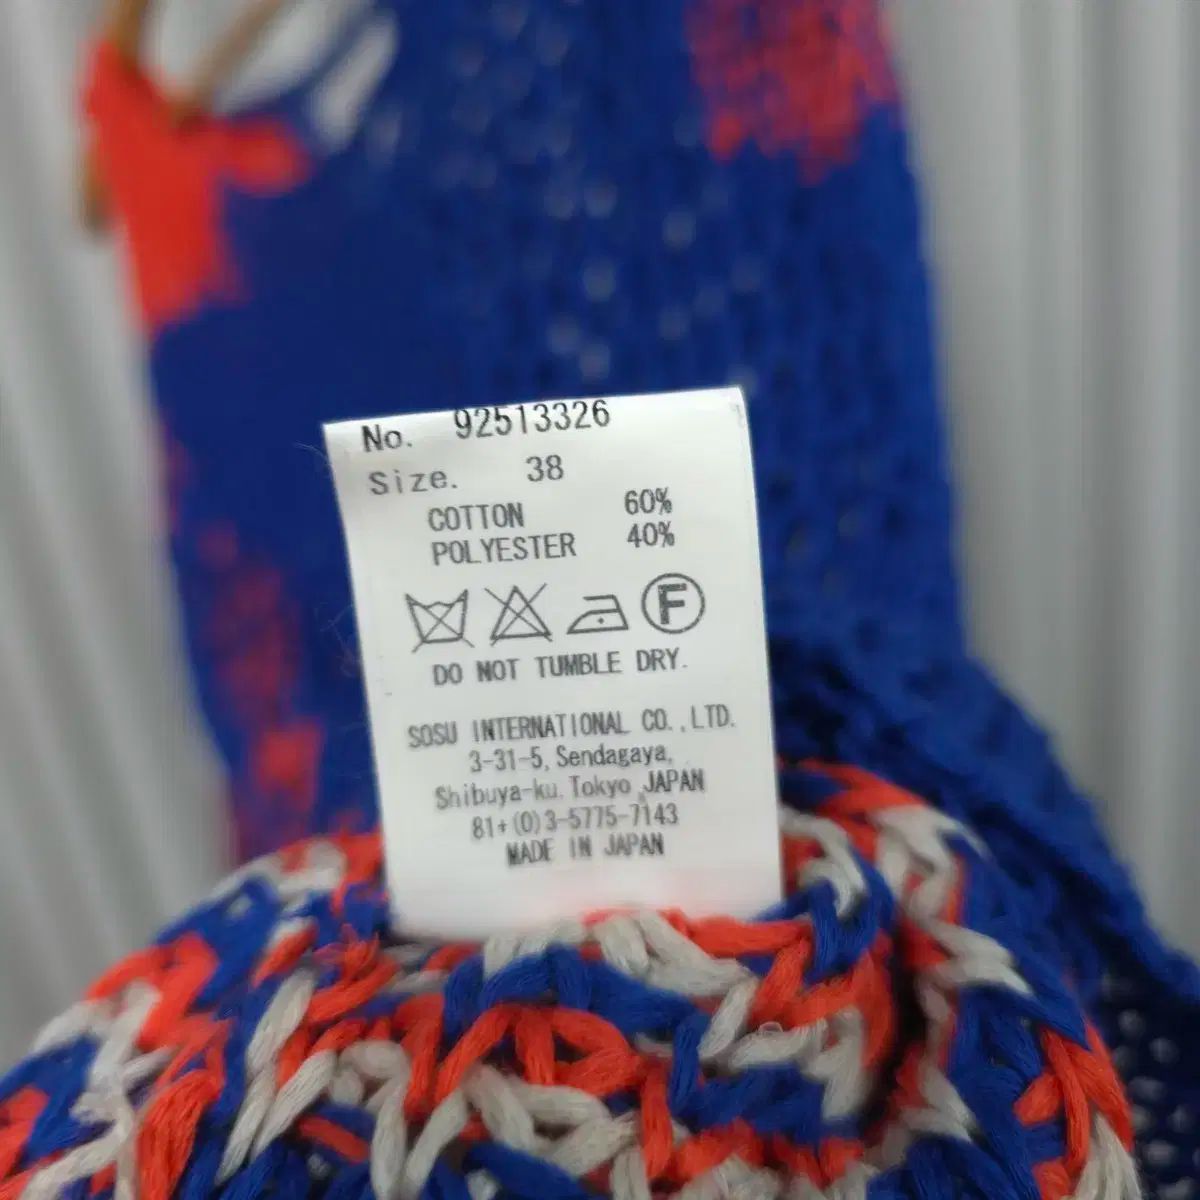 No. 92513326
Size. 38
COTTON 60%
POLYESTER 40%
F
DO NOT TUMBLE DRY.
SOSU INTERNATIONAL CO.,LTD.
3-31-5, Sendagaya,
Shibuya-ku, Tokyo JAPAN
81+(0)3-5775-7143
MADE IN JAPAN